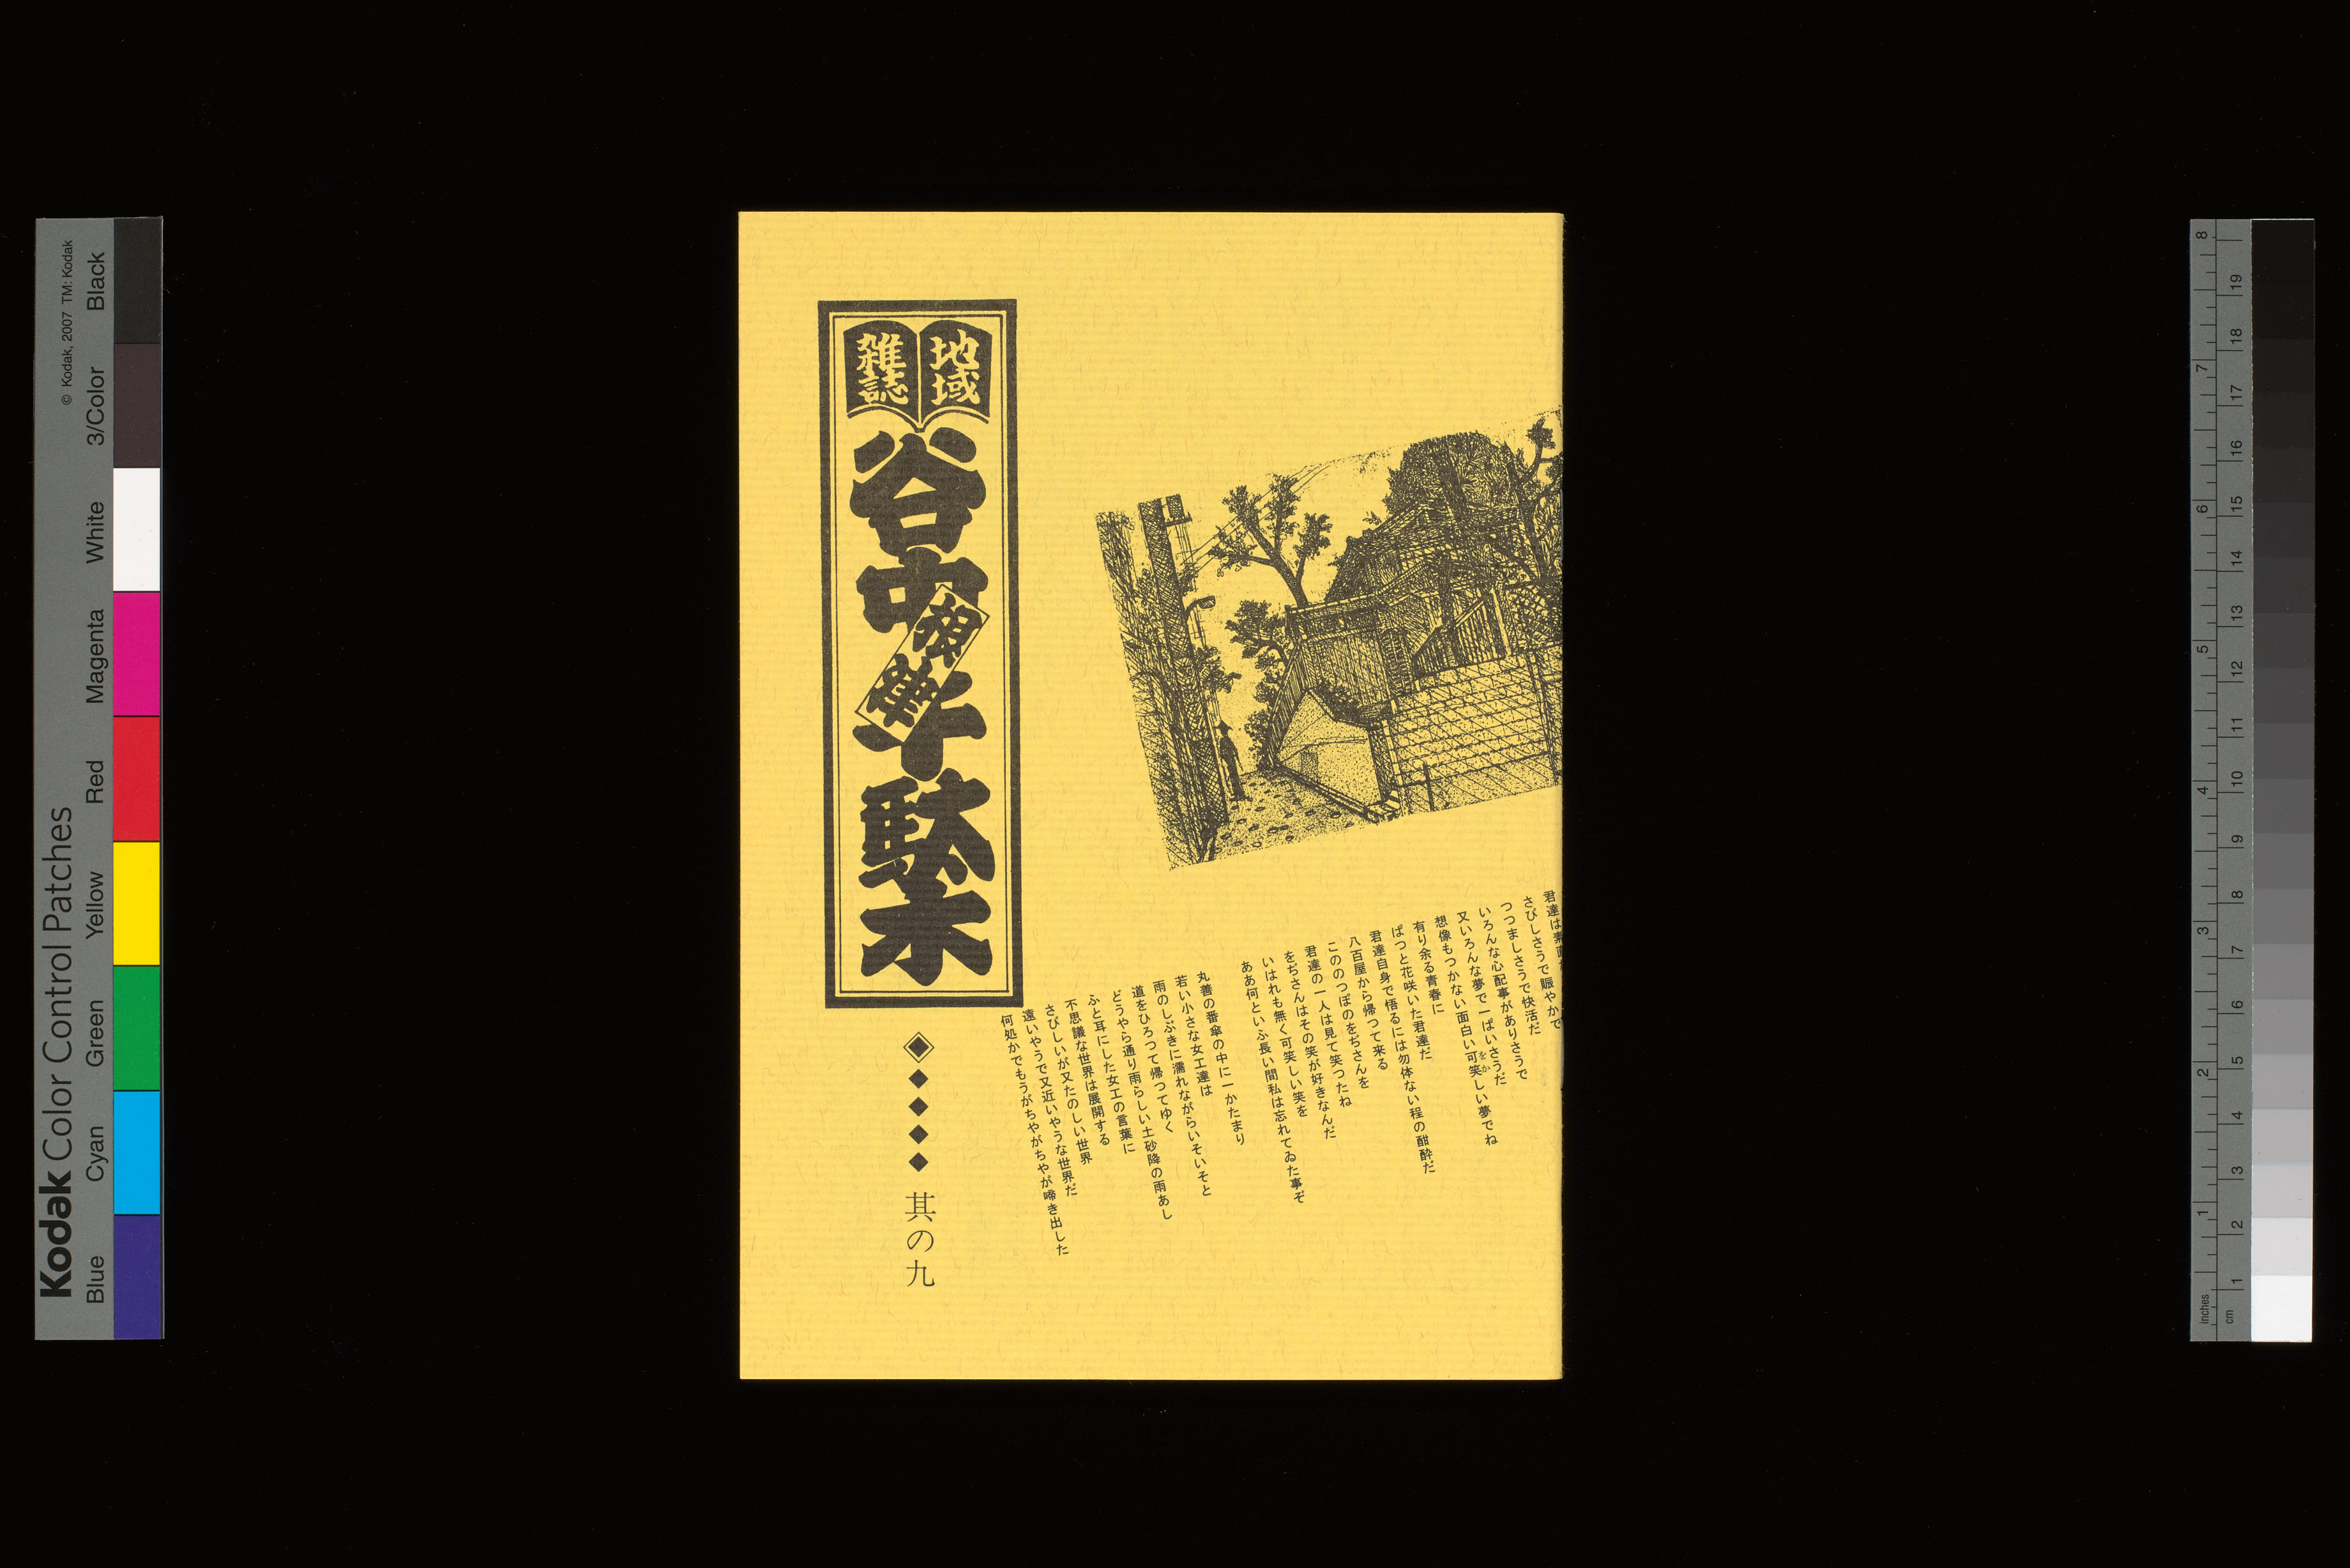 地域
雑誌
谷中
根津
千駄木
其の九
君達は素直
さびしさうで賑やかで
つつましさうで快活だ
いろんな心配事がありさうで
又いろんな夢で一ぱいさうだ
想像もつかない面白い可笑しい夢でね
をか
有り余る青春に
ぱつと花咲いた君達だ
君達自身で悟るには勿体ない程の酣酔だ
八百屋から帰つて来る
こののつぽのをぢさんを
君達の一人は見て笑つたね
をぢさんはその笑が好きなんだ
いはれも無く可笑しい笑を
ああ何といふ長い間私は忘れてゐた事ぞ
丸善の番傘の中に一かたまり
若い小さな女工達は
雨のしぶきに濡れながらいそいそと
道をひろつて帰つてゆく
どうやら通り雨らしい土砂降の雨あし
ふと耳にした女工の言葉に
不思議な世界は展開する
さびしいが又たのしい世界
遠いやうで又近いやうな世界だ
何処かでもうがちやがちやが啼き出した
Kodak Color Control Patches
© Kodak, 2007 TM: Kodak
Blue
Cyan
Green
Yellow
Red
Magenta
White
3/Color
Black
inches
1
2
3
4
5
6
7
8
cm
1
2
3
4
5
6
7
8
9
10
11
12
13
14
15
16
17
18
19